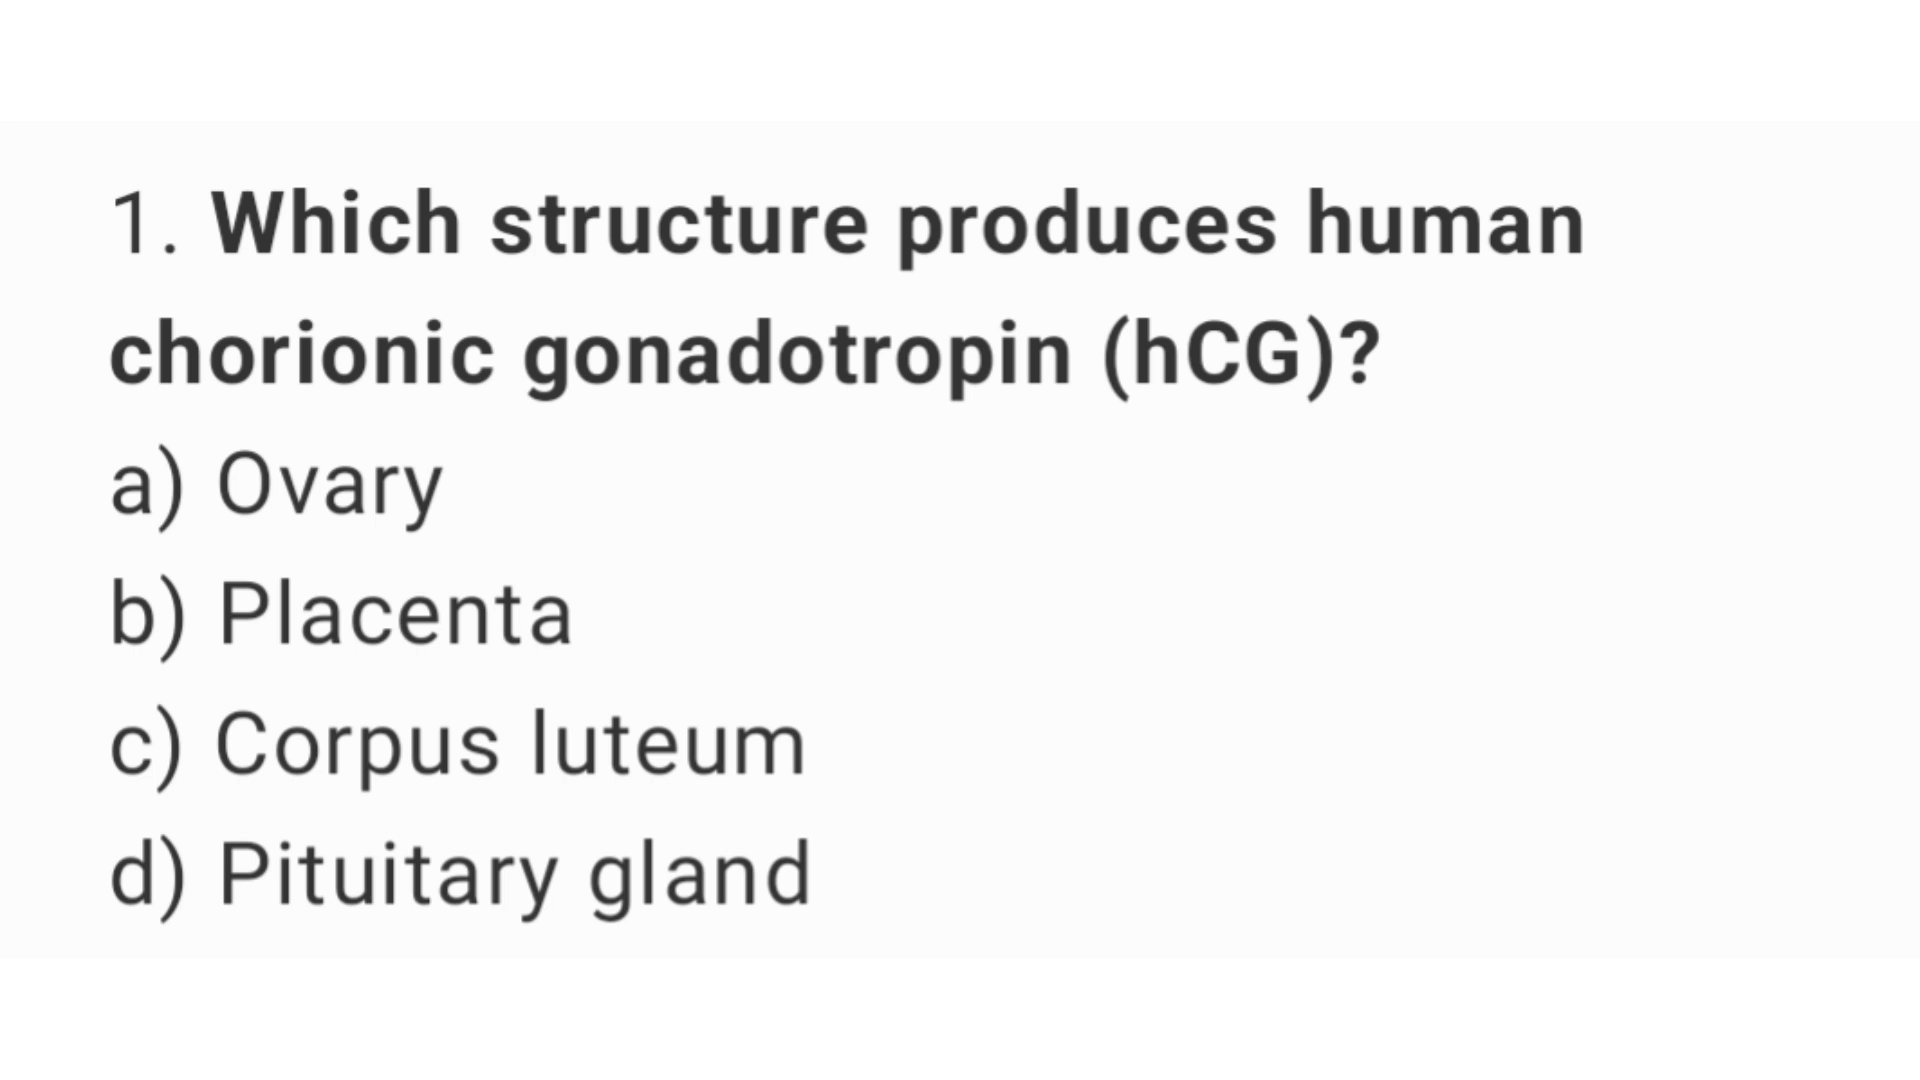 1. Which structure produces human
chorionic gonadotropin (hCG)?
a) Ovary
b) Placenta
c) Corpus luteum
d) Pituitary gland